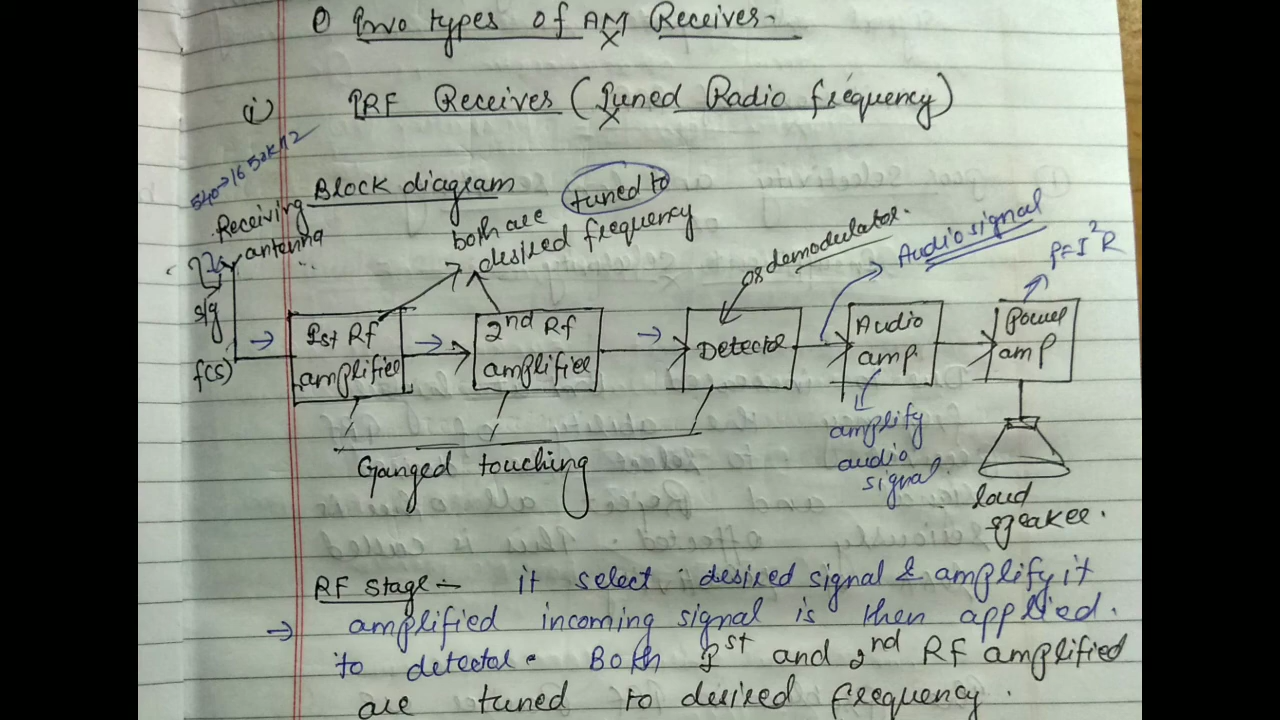 Two types of AM Receives.
(i) TRF Receives (Tuned Radio frequency)
540→1650kHz
Block diagram
Receiving antenna
both are tuned to desired frequency
or demodulator.
Audio signal
P=I²R
sig
f(s)
1st Rf amplifier
2nd Rf amplifier
Detector
Audio amp.
Power amp
amplify audio signal.
Ganged touching
loud speaker.
RF Stage :- it select desired signal & amplify it
→ amplified incoming signal is then applied.
to detector. Both 1st and 2nd RF amplified
are tuned to desired frequency.